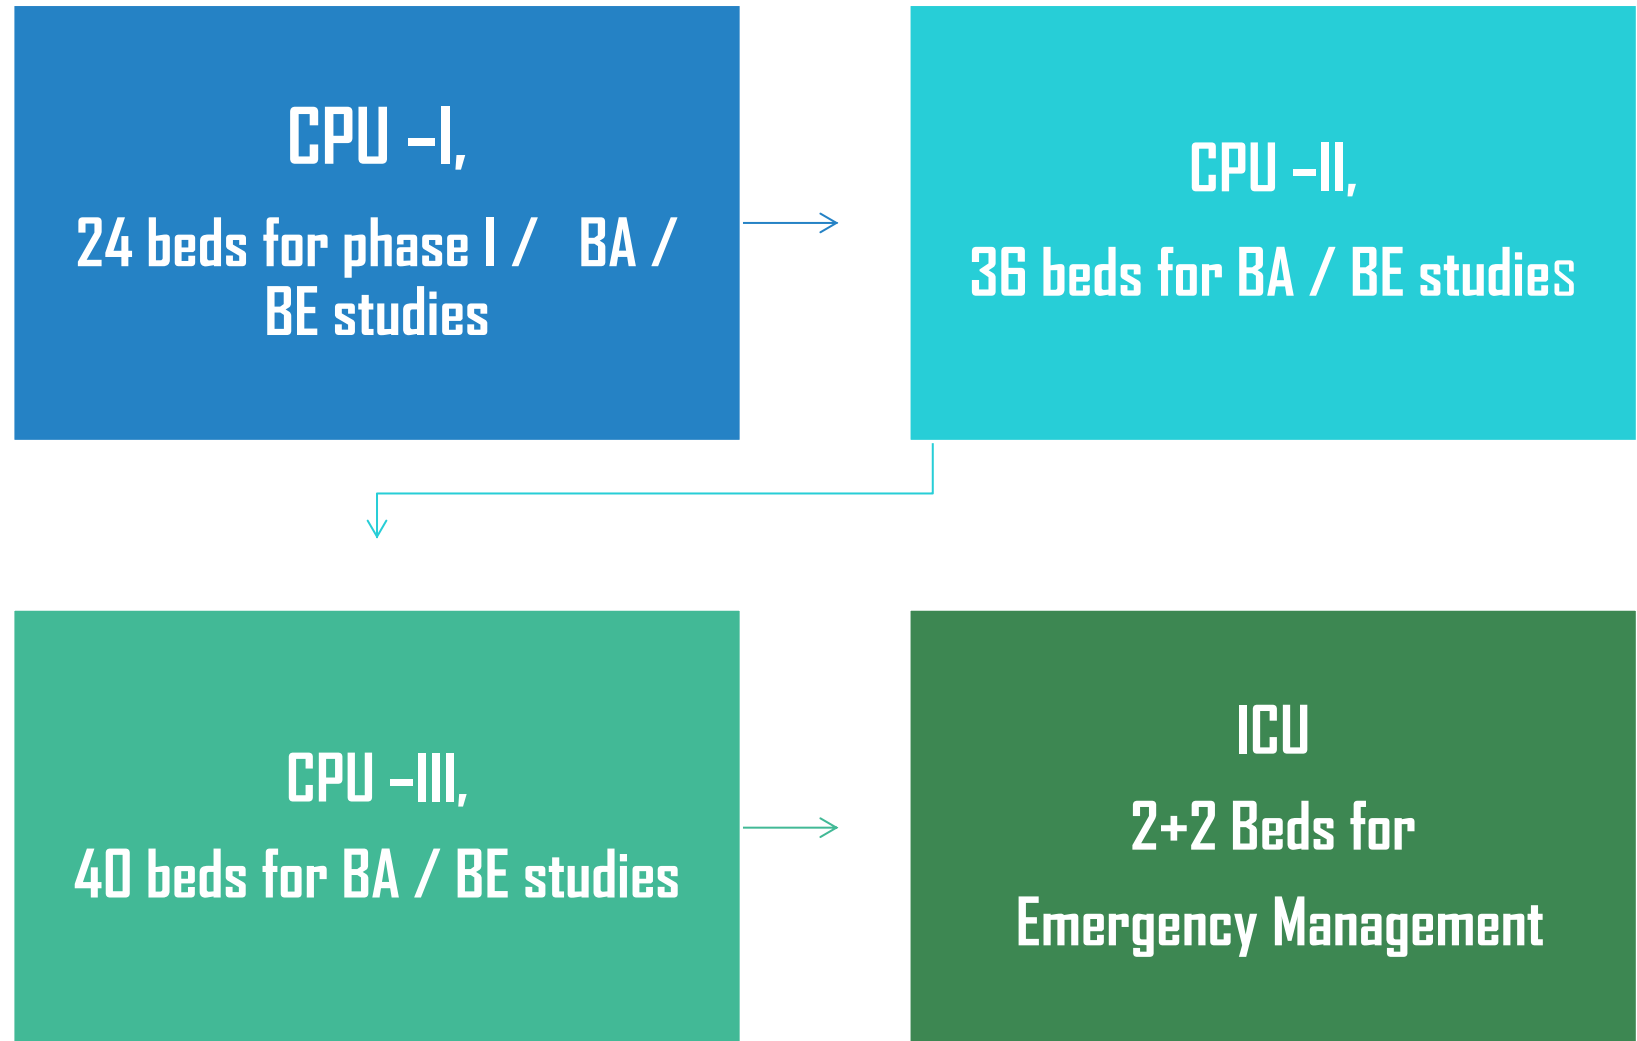 CPU –I,
24 beds for phase I / BA /
BE studies
CPU –II,
36 beds for BA / BE studies
CPU –III,
40 beds for BA / BE studies
ICU
2+2 Beds for
Emergency Management